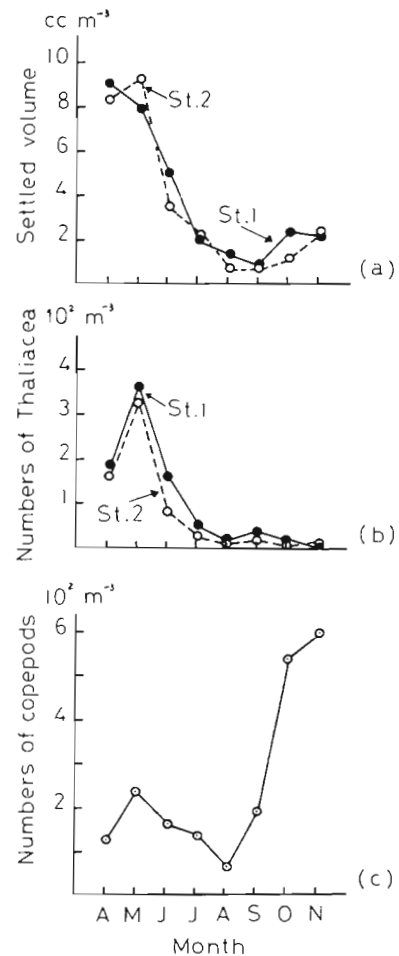 cc m⁻³
10
8
6
4
2
Settled volume
St.2
St.1
(a)
10² m⁻³
4
3
2
1
Numbers of Thaliacea
St.1
St.2
(b)
10² m⁻³
6
4
2
Numbers of copepods
(c)
A M J J A S O N
Month